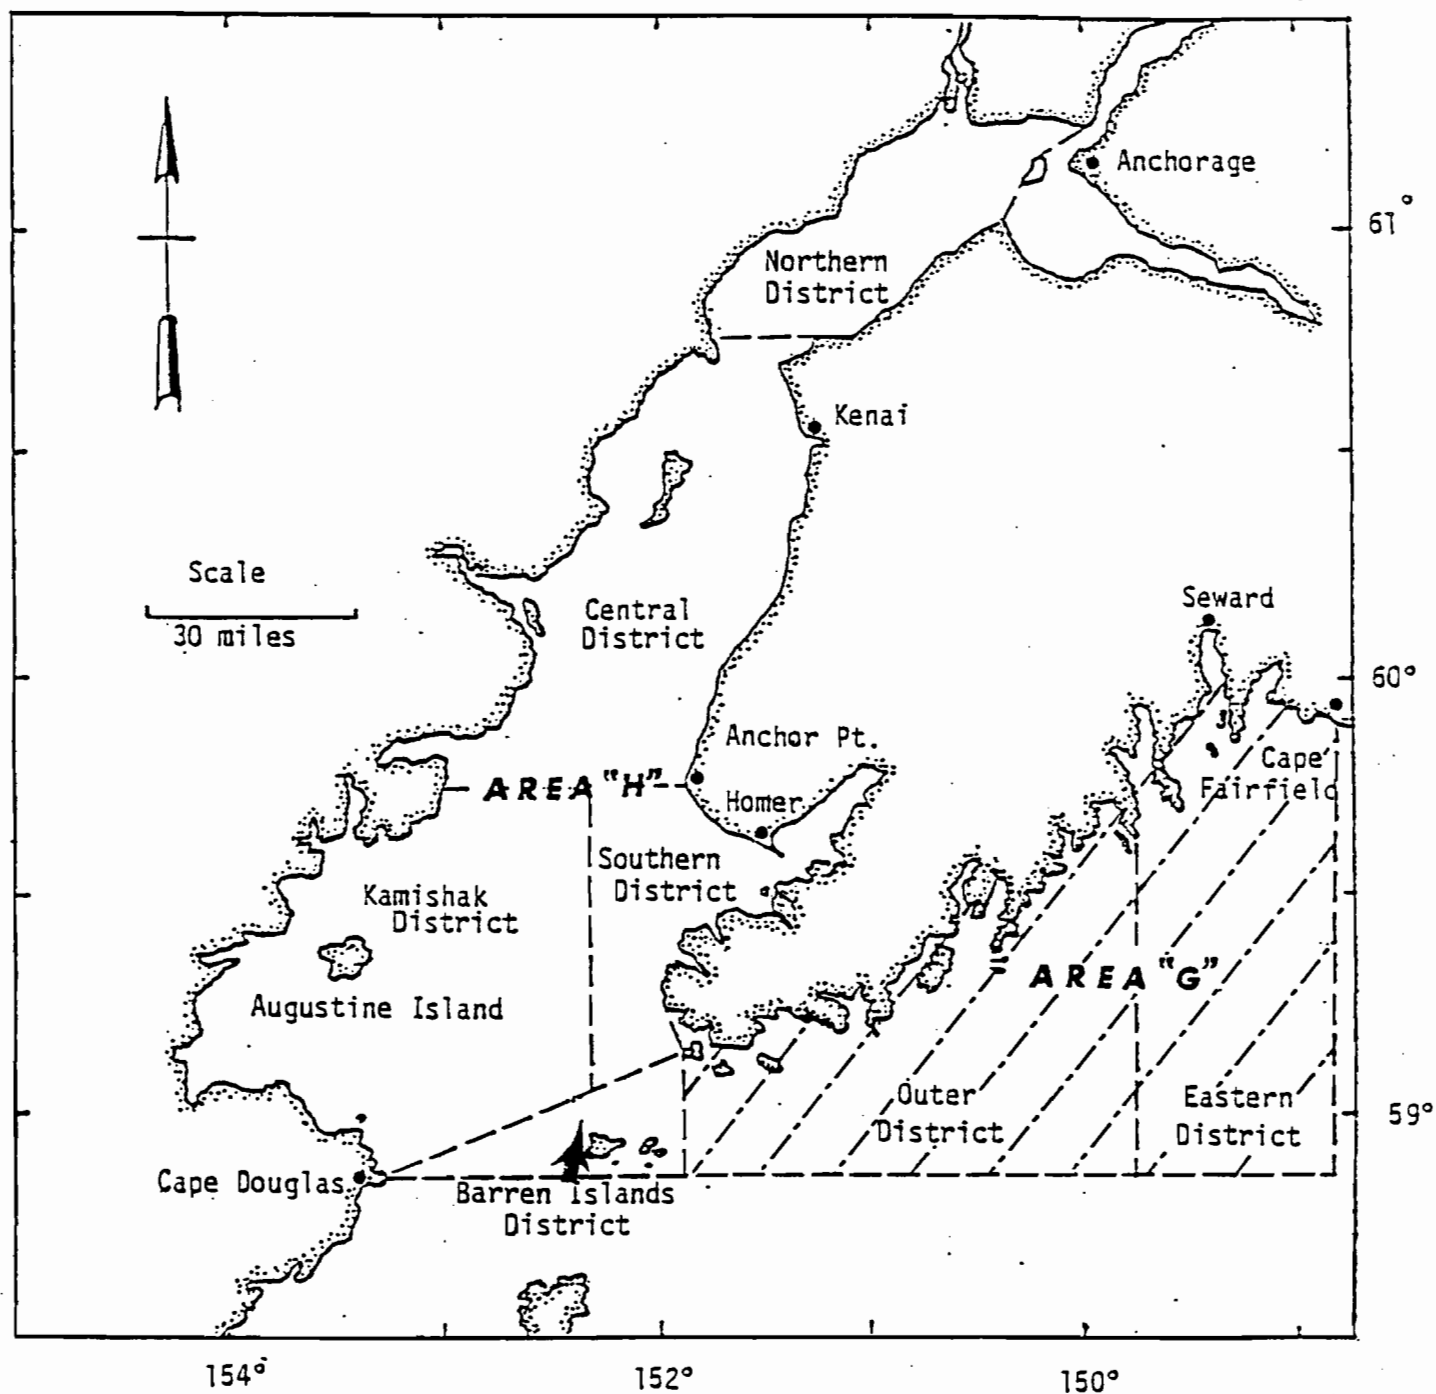 Anchorage
61°
Northern
District
Kenai
Scale
30 miles
Central
District
Seward
60°
Anchor Pt.
Cape
Fairfield
AREA "H"
Homer
Southern
District
Kamishak
District
AREA "G"
Augustine Island
Outer
District
Eastern
District
59°
Cape Douglas
Barren Islands
District
154°
152°
150°